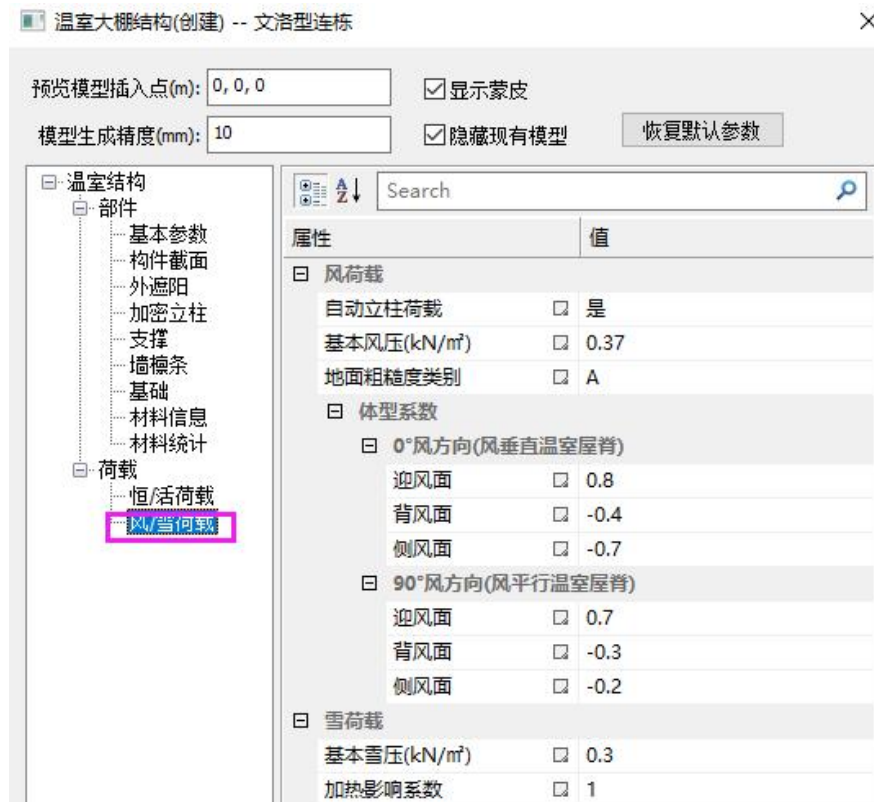 温室大棚结构(创建) -- 文洛型连栋
预览模型插入点(m): 0, 0, 0
显示蒙皮
模型生成精度(mm): 10
隐藏现有模型
恢复默认参数
温室结构
部件
基本参数
构件截面
外遮阳
加密立柱
支撑
墙檩条
基础
材料信息
材料统计
荷载
恒/活荷载
风/雪荷载
Search
属性 值
风荷载
自动立柱荷载 是
基本风压(kN/㎡) 0.37
地面粗糙度类别 A
体型系数
0°风方向(风垂直温室屋脊)
迎风面 0.8
背风面 -0.4
侧风面 -0.7
90°风方向(风平行温室屋脊)
迎风面 0.7
背风面 -0.3
侧风面 -0.2
雪荷载
基本雪压(kN/㎡) 0.3
加热影响系数 1